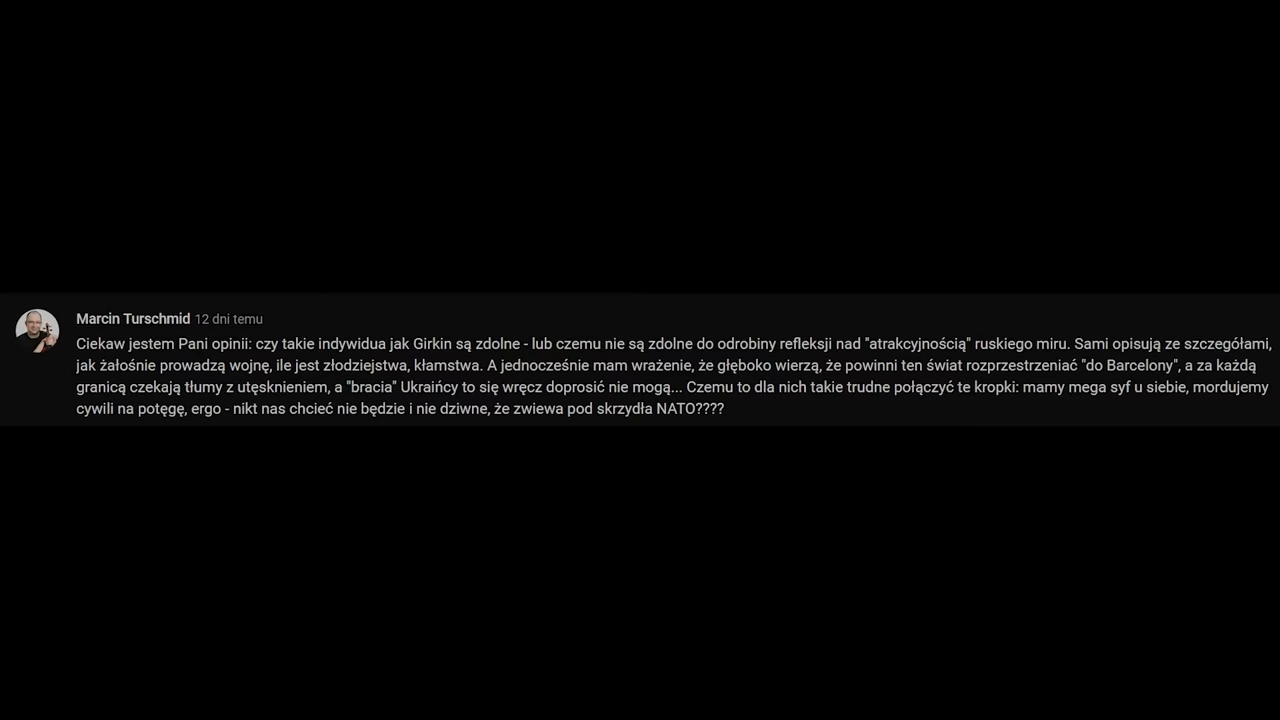 Marcin Turschmid 12 dni temu
Ciekaw jestem Pani opinii: czy takie indywidua jak Girkin są zdolne - lub czemu nie są zdolne do odrobiny refleksji nad "atrakcyjnością" ruskiego miru. Sami opisują ze szczegółami,
jak żałośnie prowadzą wojnę, ile jest złodziejstwa, kłamstwa. A jednocześnie mam wrażenie, że głęboko wierzą, że powinni ten świat rozprzestrzeniać "do Barcelony", a za każdą
granicą czekają tłumy z utęsknieniem, a "bracia" Ukraińcy to się wręcz doprosić nie mogą... Czemu to dla nich takie trudne połączyć te kropki: mamy mega syf u siebie, mordujemy
cywili na potęgę, ergo - nikt nas chcieć nie będzie i nie dziwne, że zwiewa pod skrzydła NATO????